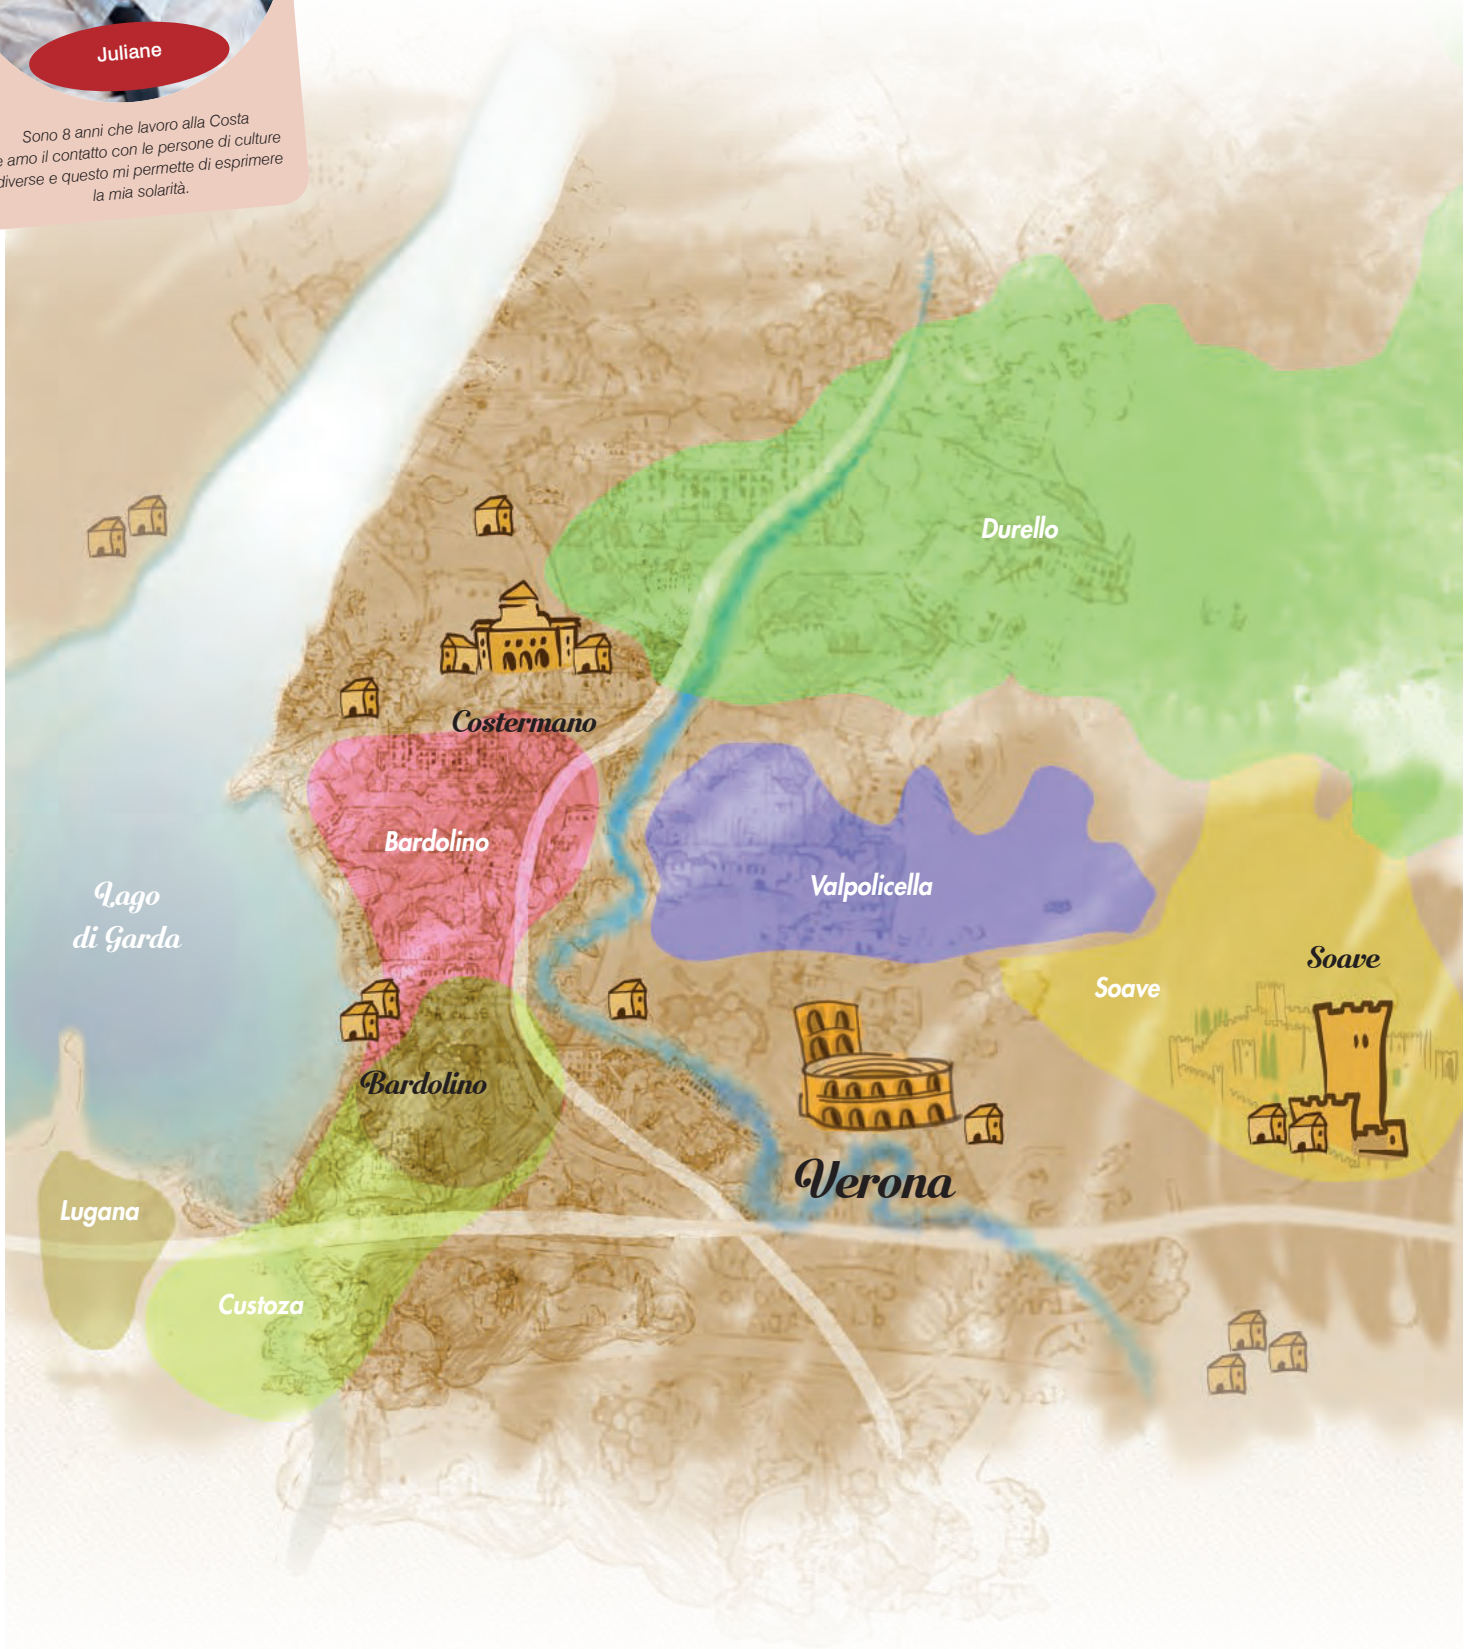 Juliane
Sono 8 anni che lavoro alla Costa
e amo il contatto con le persone di culture
diverse e questo mi permette di esprimere
la mia solarità.
Durello
Costermano
Bardolino
Valpolicella
Lago
di Garda
Soave
Soave
Bardolino
Verona
Lugana
Custoza